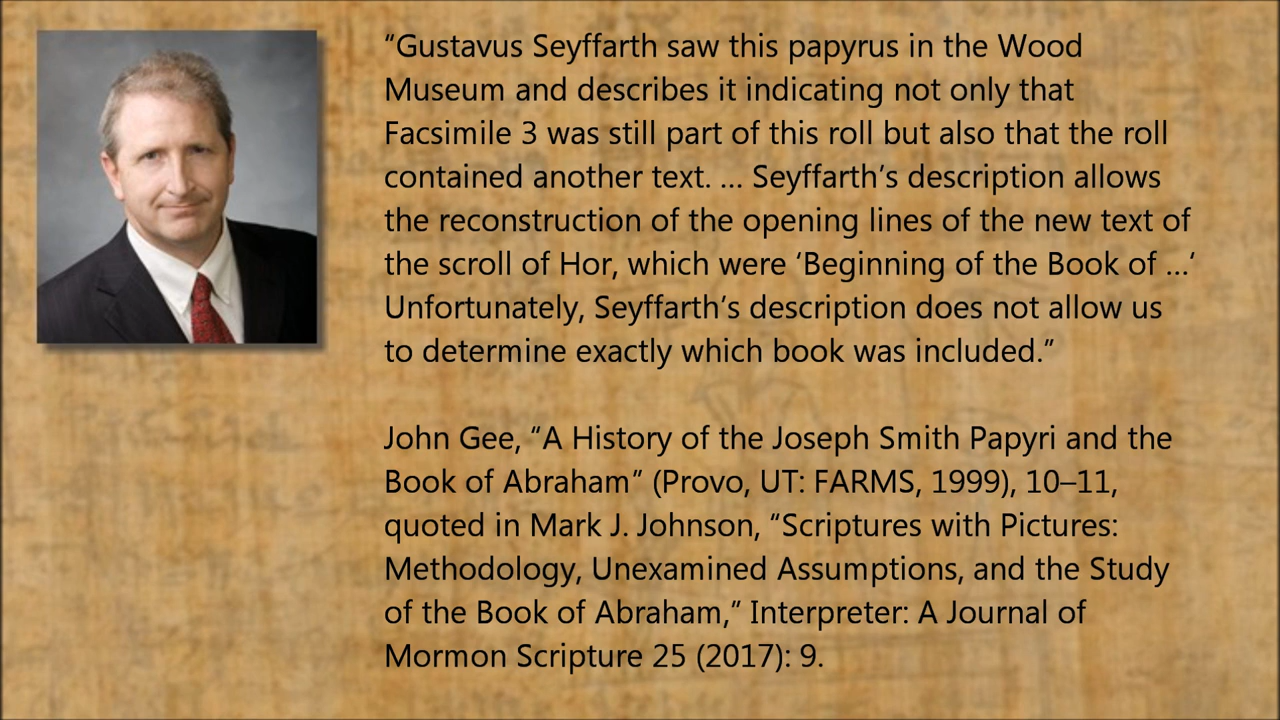 “Gustavus Seyffarth saw this papyrus in the Wood
Museum and describes it indicating not only that
Facsimile 3 was still part of this roll but also that the roll
contained another text. ... Seyffarth’s description allows
the reconstruction of the opening lines of the new text of
the scroll of Hor, which were ‘Beginning of the Book of ...‘
Unfortunately, Seyffarth’s description does not allow us
to determine exactly which book was included.”
John Gee, “A History of the Joseph Smith Papyri and the
Book of Abraham” (Provo, UT: FARMS, 1999), 10–11,
quoted in Mark J. Johnson, “Scriptures with Pictures:
Methodology, Unexamined Assumptions, and the Study
of the Book of Abraham,” Interpreter: A Journal of
Mormon Scripture 25 (2017): 9.